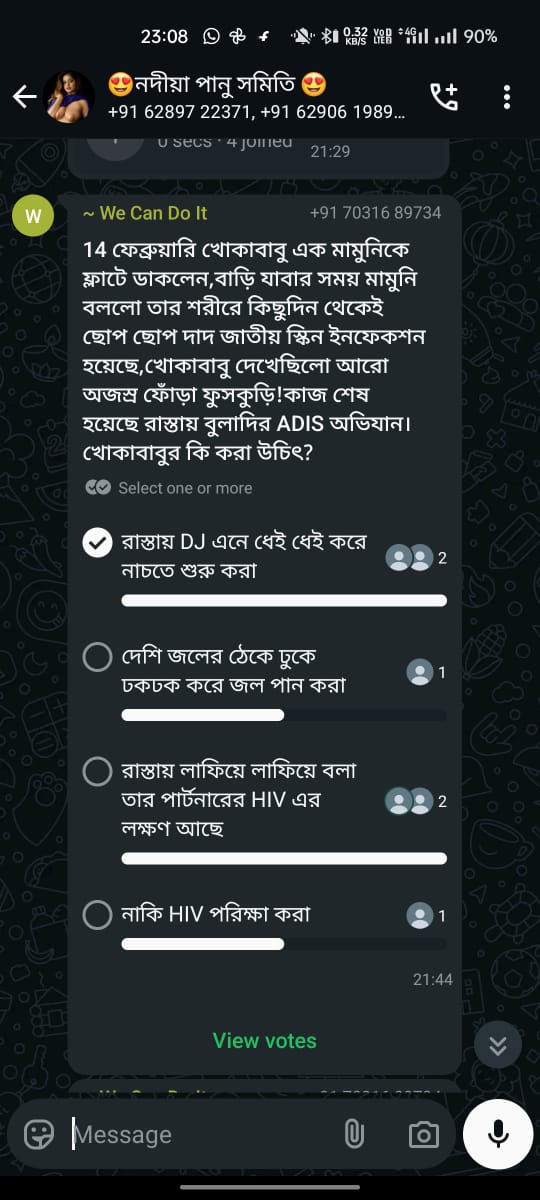 23:08 0.32 KB/S VoD LTED 4G 90%
😍নদীয়া পানু সমিতি 😍
+91 62897 22371, +91 62906 1989...
0 secs · 4 joined
21:29
W
~ We Can Do It +91 70316 89734
14 ফেব্রুয়ারি খোকাবাবু এক মামুনিকে
ফ্লাটে ডাকলেন,বাড়ি যাবার সময় মামুনি
বললো তার শরীরে কিছুদিন থেকেই
ছোপ ছোপ দাদ জাতীয় স্কিন ইনফেকশন
হয়েছে,খোকাবাবু দেখেছিলো আরো
অজস্র ফোঁড়া ফুসকুড়ি!কাজ শেষ
হয়েছে রাস্তায় বুলাদির ADIS অভিযান।
খোকাবাবুর কি করা উচিৎ?
Select one or more
রাস্তায় DJ এনে ধেই ধেই করে
নাচতে শুরু করা
2
দেশি জলের ঠেকে ঢুকে
ঢকঢক করে জল পান করা
1
রাস্তায় লাফিয়ে লাফিয়ে বলা
তার পার্টনারের HIV এর
লক্ষণ আছে
2
নাকি HIV পরিক্ষা করা
1
21:44
View votes
Message